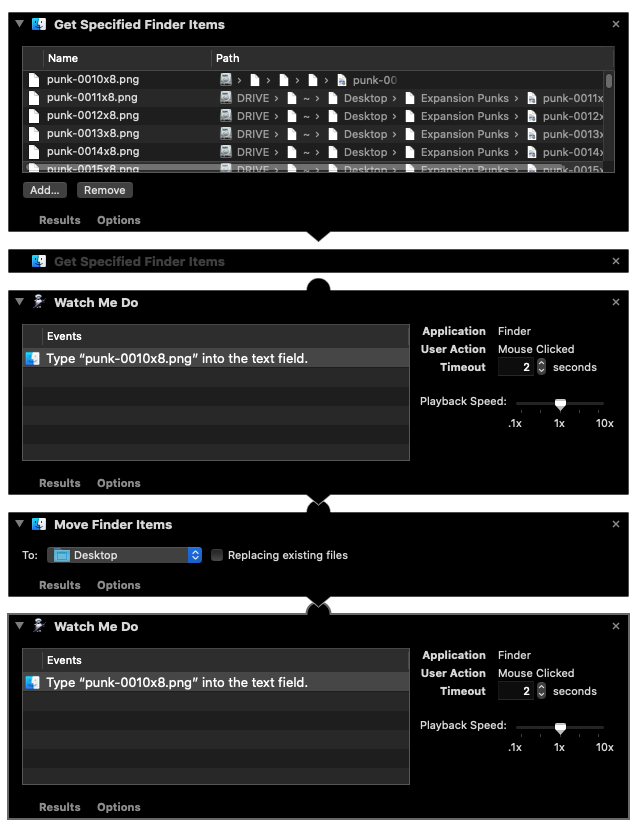 Get Specified Finder Items
Name Path
punk-0010x8.png › › › › punk-00
punk-0011x8.png DRIVE › ~ › Desktop › Expansion Punks › punk-0011x
punk-0012x8.png DRIVE › ~ › Desktop › Expansion Punks › punk-0012x
punk-0013x8.png DRIVE › ~ › Desktop › Expansion Punks › punk-0013x
punk-0014x8.png DRIVE › ~ › Desktop › Expansion Punks › punk-0014x
punk-0015x8.png DRIVE › ~ › Desktop › Expansion Punks › punk-0015x
Add... Remove
Results Options
Get Specified Finder Items
Watch Me Do
Events
Type “punk-0010x8.png” into the text field.
Application Finder
User Action Mouse Clicked
Timeout 2 seconds
Playback Speed:
.1x 1x 10x
Results Options
Move Finder Items
To: Desktop Replacing existing files
Results Options
Watch Me Do
Events
Type “punk-0010x8.png” into the text field.
Application Finder
User Action Mouse Clicked
Timeout 2 seconds
Playback Speed:
.1x 1x 10x
Results Options